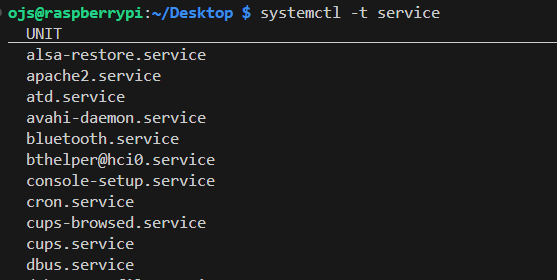 ojs@raspberrypi:~/Desktop $ systemctl -t service
UNIT
alsa-restore.service
apache2.service
atd.service
avahi-daemon.service
bluetooth.service
bthelper@hci0.service
console-setup.service
cron.service
cups-browsed.service
cups.service
dbus.service